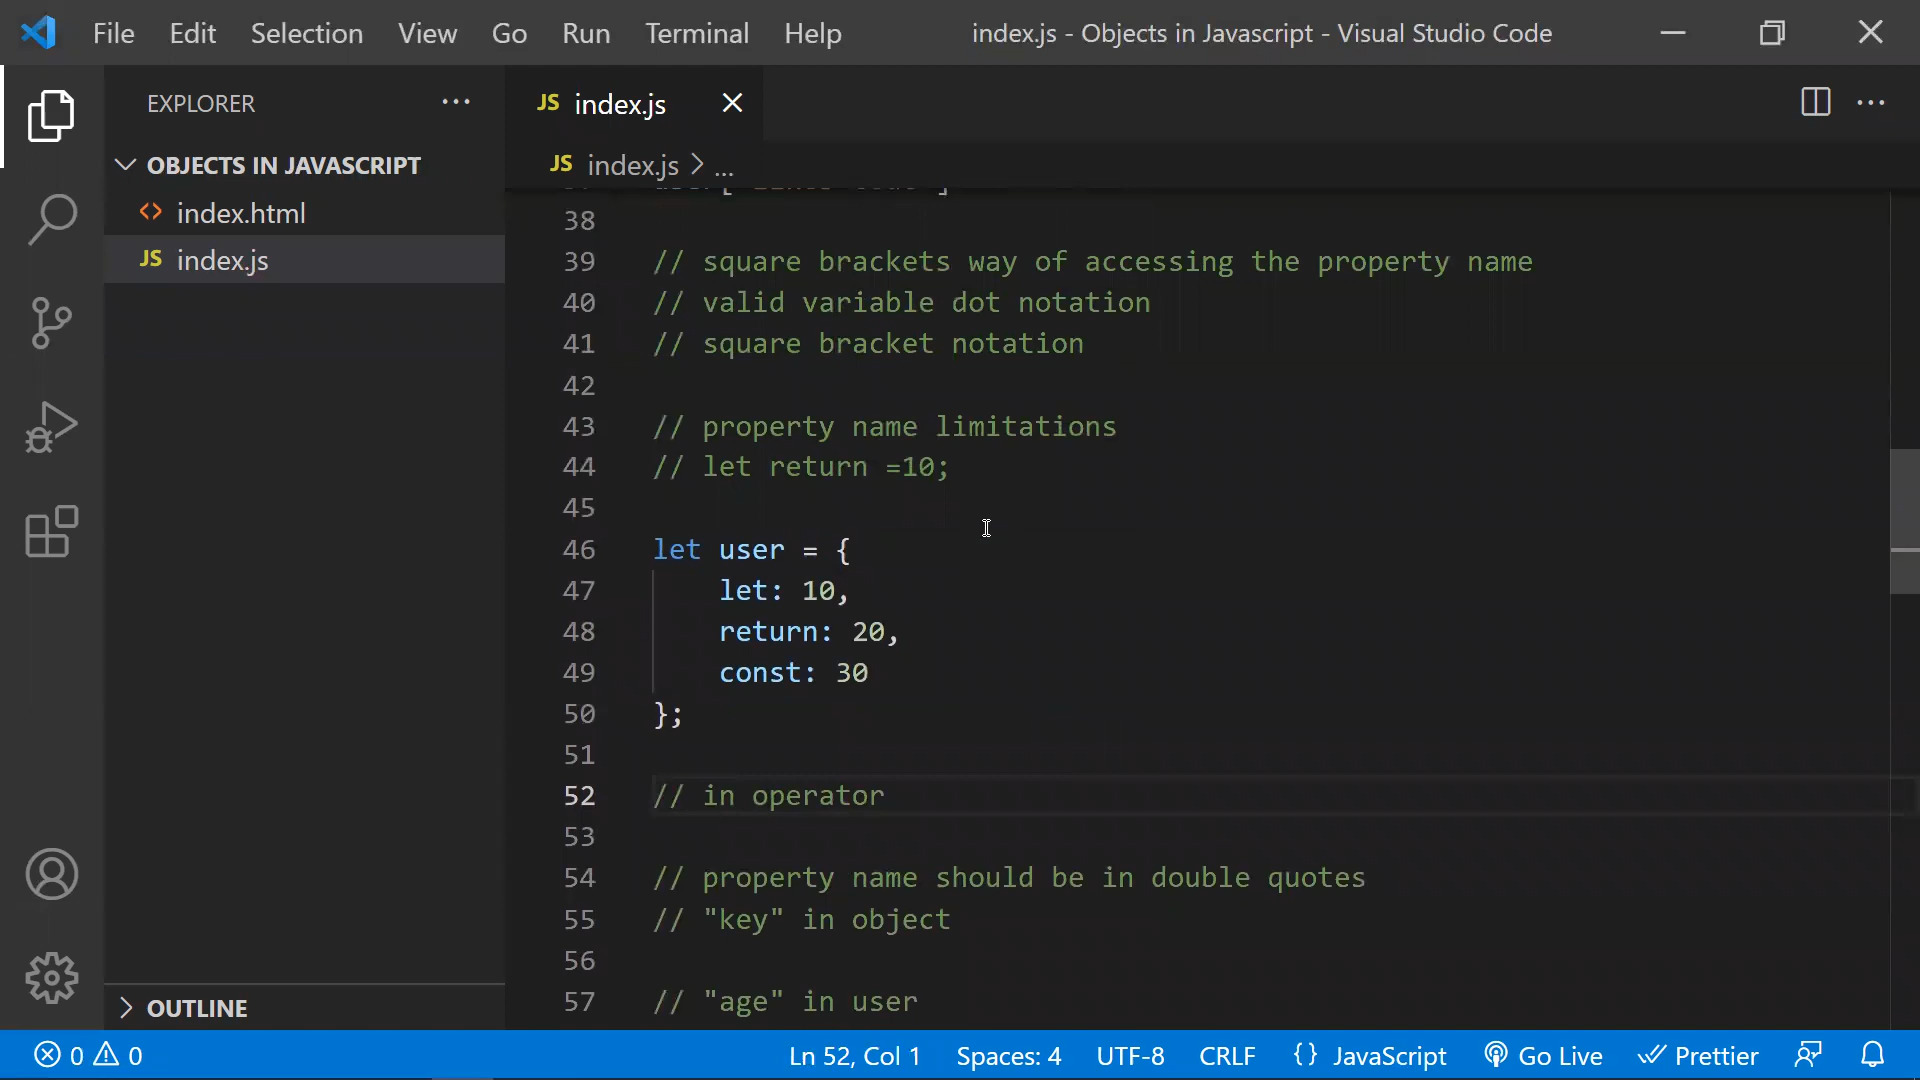 File Edit Selection View Go Run Terminal Help index.js - Objects in Javascript - Visual Studio Code
EXPLORER
OBJECTS IN JAVASCRIPT
index.html
JS index.js
OUTLINE
JS index.js
JS index.js > ...
38
39 // square brackets way of accessing the property name
40 // valid variable dot notation
41 // square bracket notation
42
43 // property name limitations
44 // let return =10;
45
46 let user = {
47 let: 10,
48 return: 20,
49 const: 30
50 };
51
52 // in operator
53
54 // property name should be in double quotes
55 // "key" in object
56
57 // "age" in user
0 0 Ln 52, Col 1 Spaces: 4 UTF-8 CRLF {} JavaScript Go Live Prettier